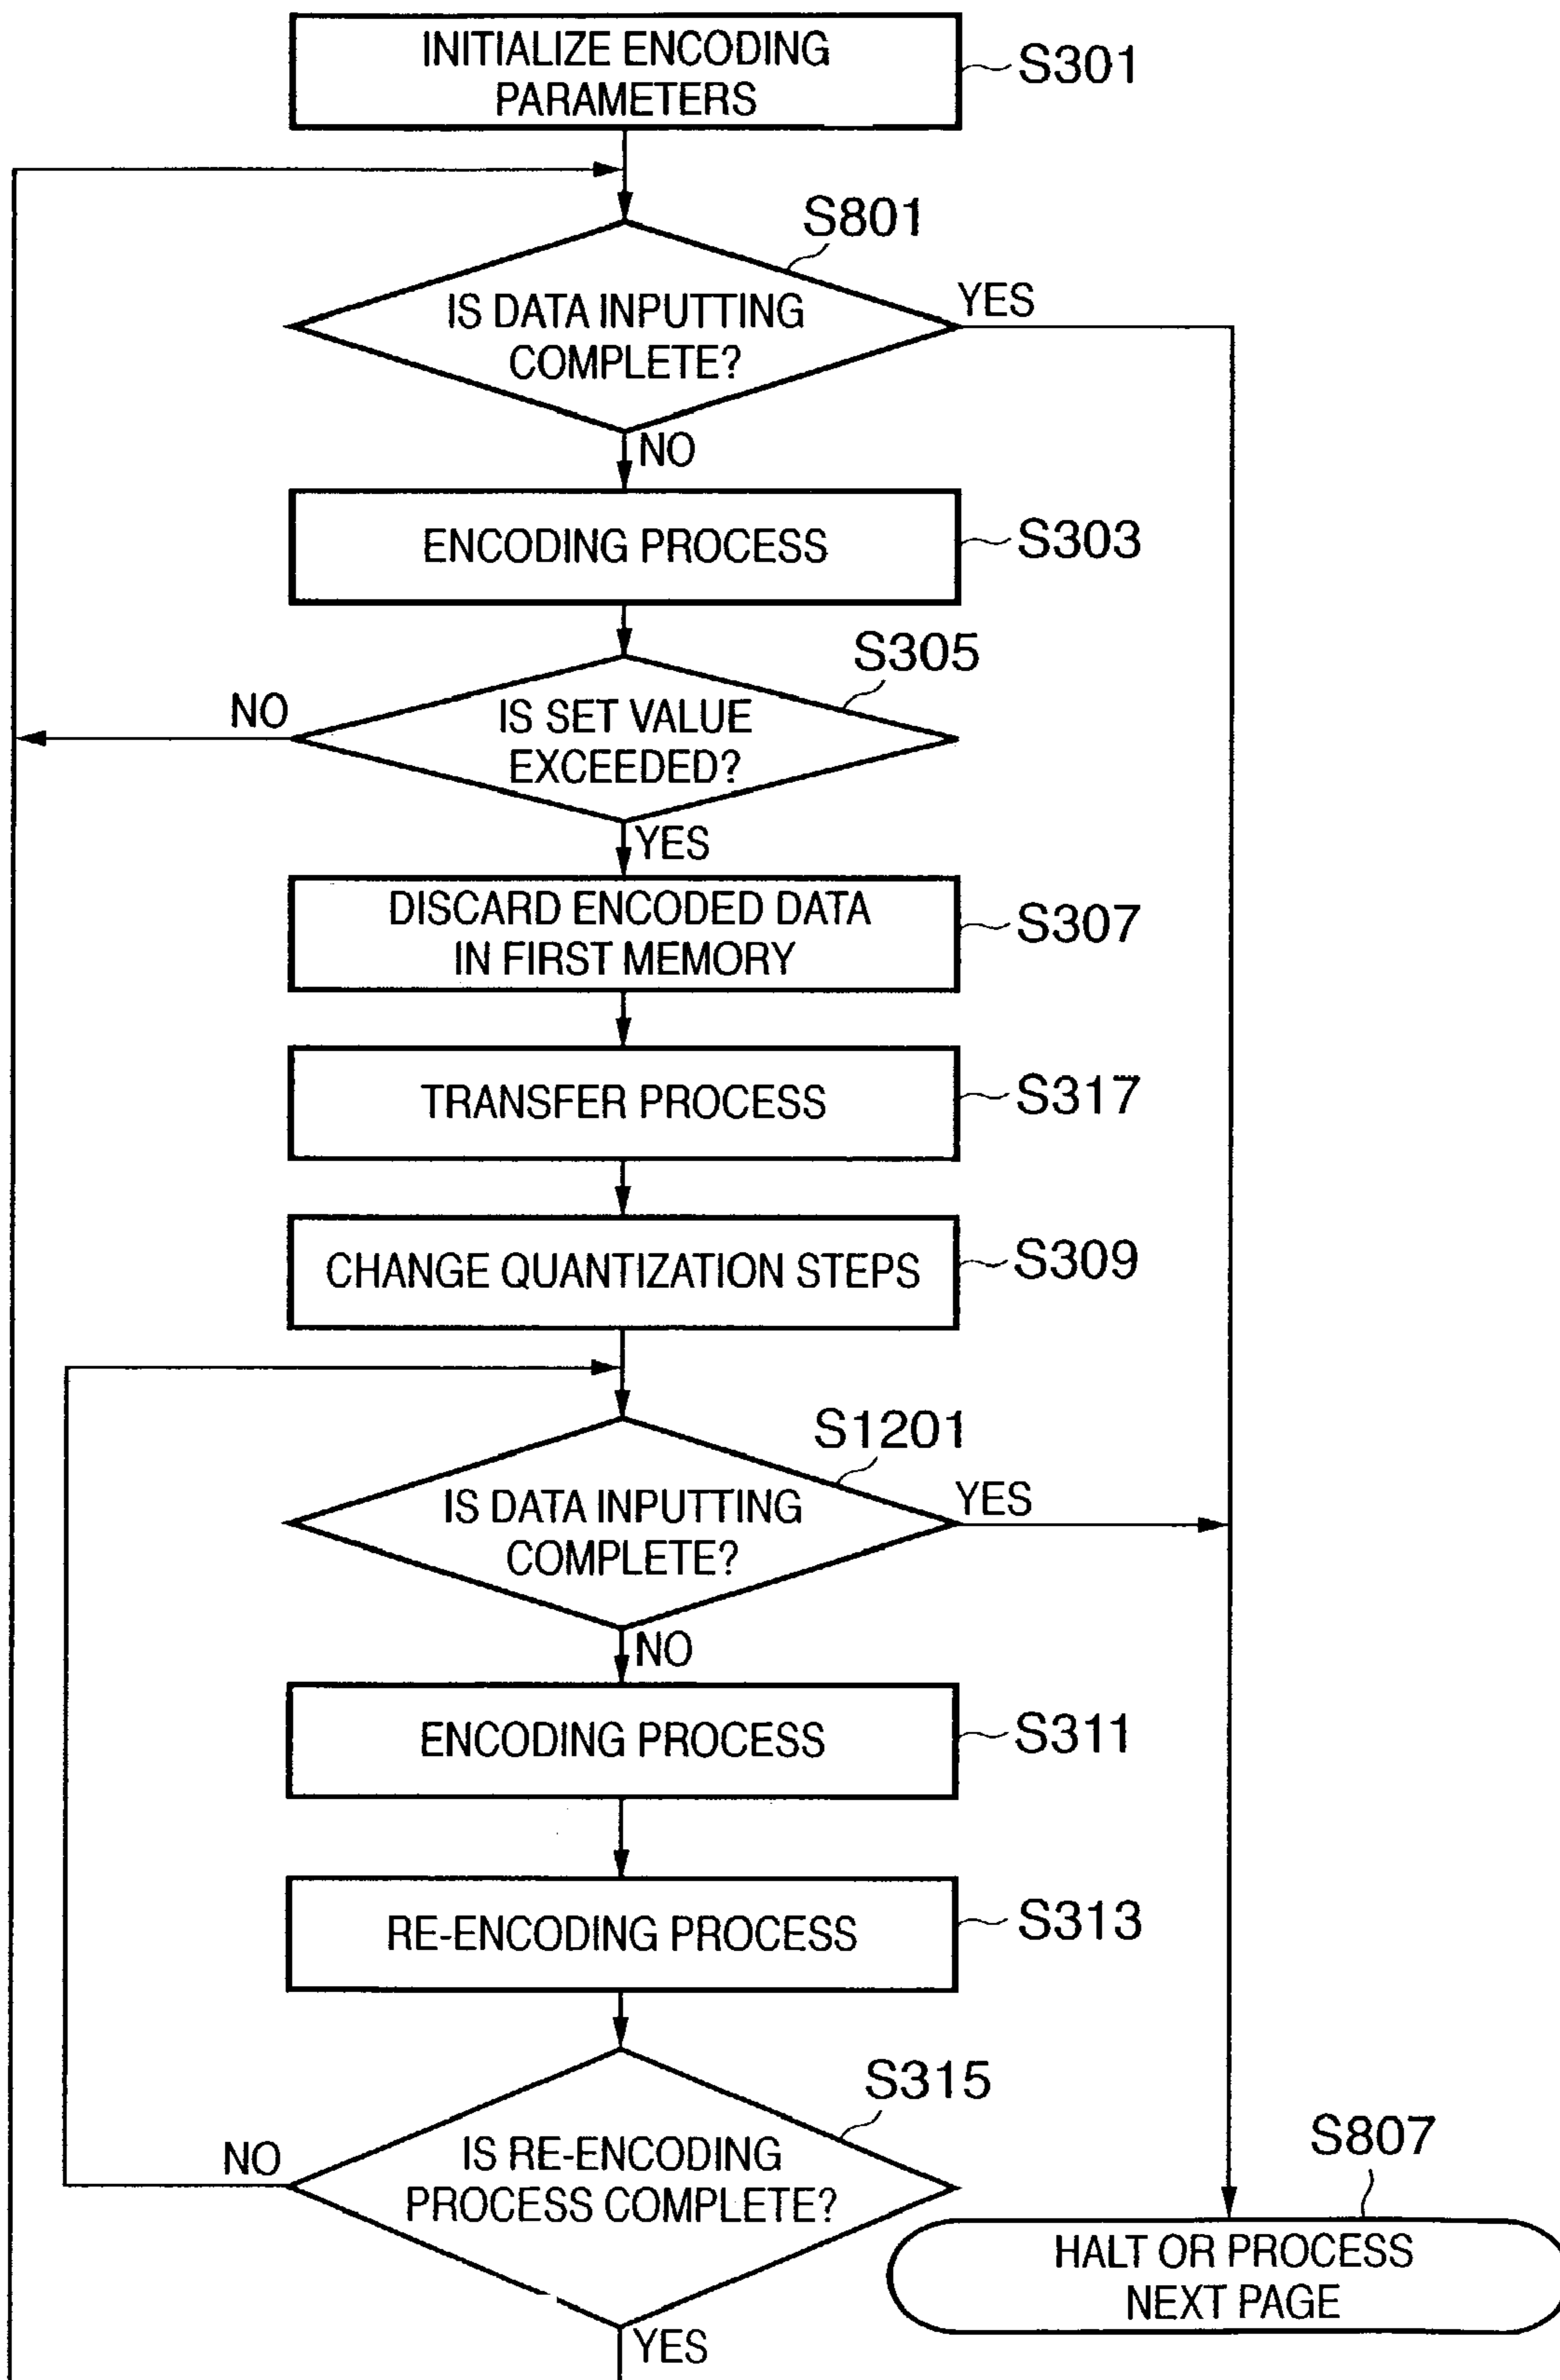 INITIALIZE ENCODING
PARAMETERS
S301
S801
IS DATA INPUTTING
COMPLETE?
YES
NO
ENCODING PROCESS
S303
S305
NO
IS SET VALUE
EXCEEDED?
YES
DISCARD ENCODED DATA
IN FIRST MEMORY
S307
TRANSFER PROCESS
S317
CHANGE QUANTIZATION STEPS
S309
S1201
IS DATA INPUTTING
COMPLETE?
YES
NO
ENCODING PROCESS
S311
RE-ENCODING PROCESS
S313
S315
NO
IS RE-ENCODING
PROCESS COMPLETE?
YES
S807
HALT OR PROCESS
NEXT PAGE